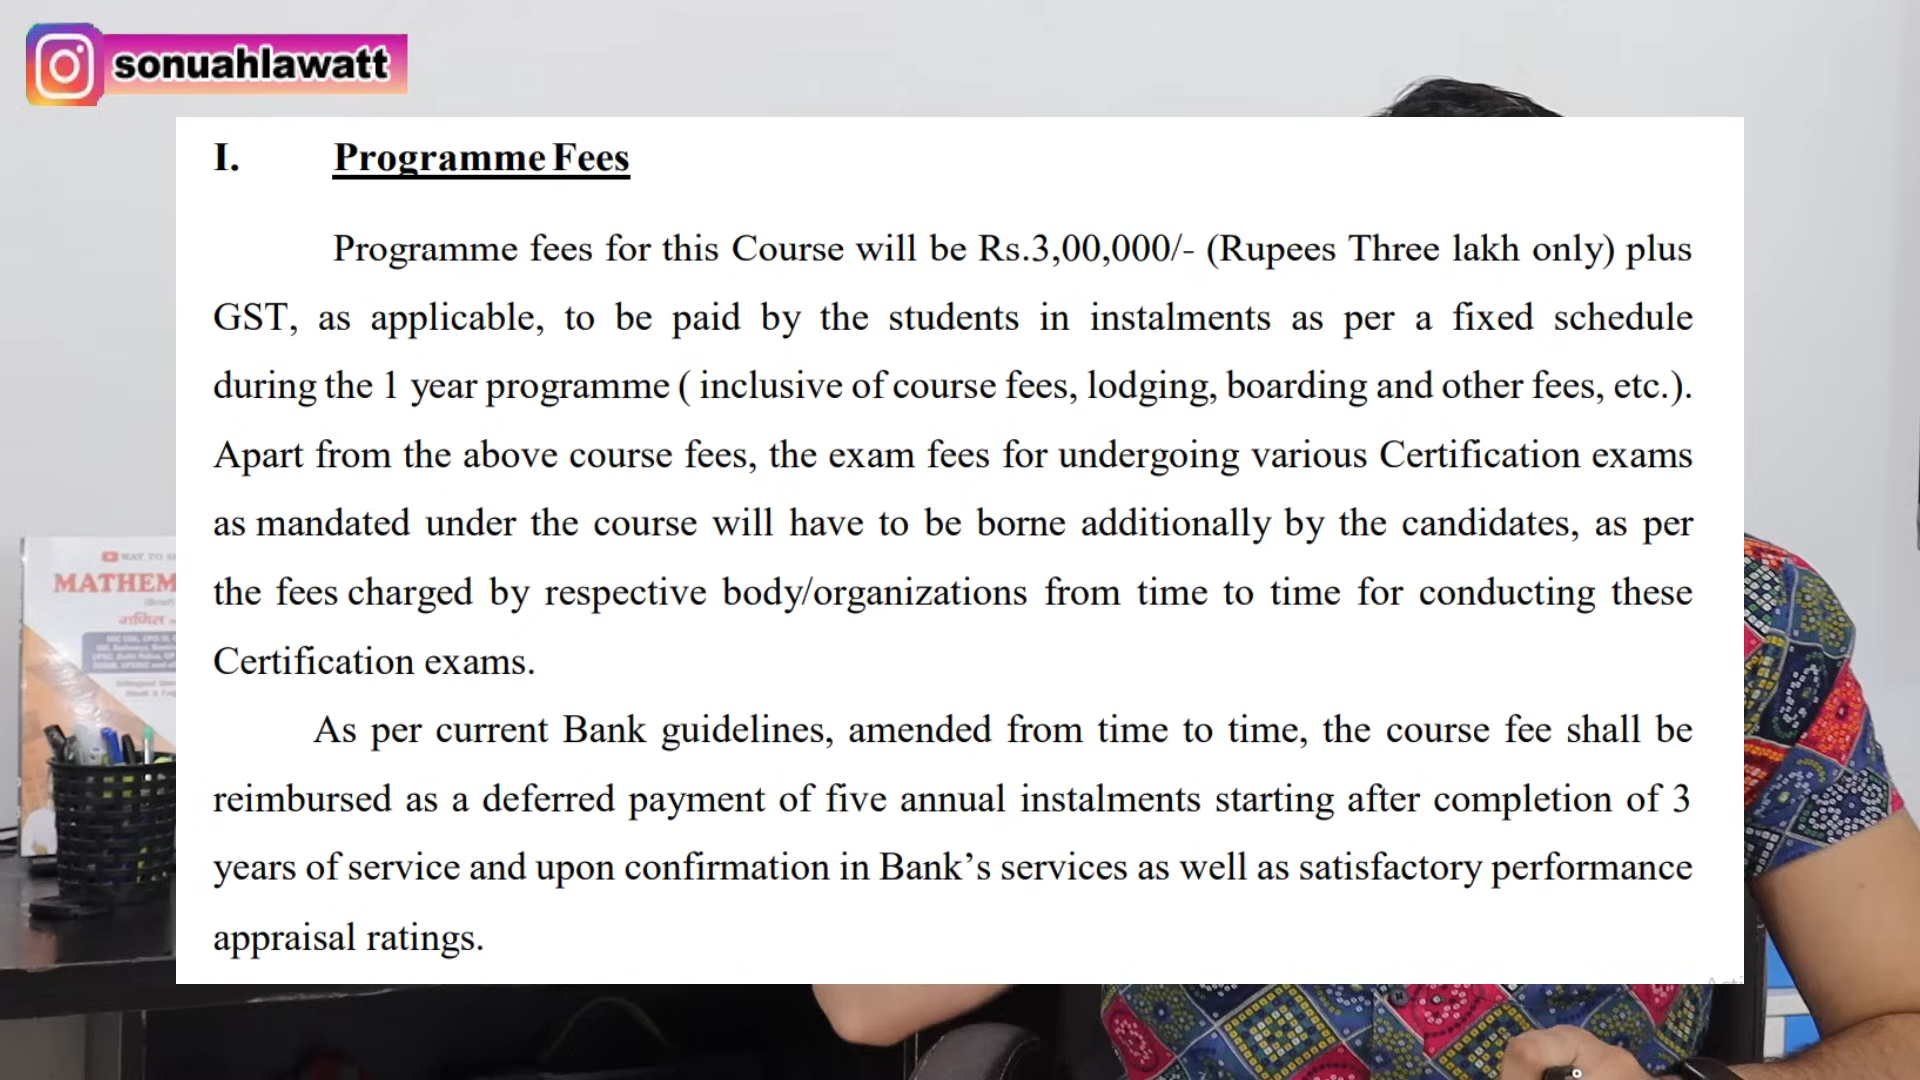 sonuahlawatt
I. Programme Fees
Programme fees for this Course will be Rs.3,00,000/- (Rupees Three lakh only) plus
GST, as applicable, to be paid by the students in instalments as per a fixed schedule
during the 1 year programme ( inclusive of course fees, lodging, boarding and other fees, etc.).
Apart from the above course fees, the exam fees for undergoing various Certification exams
as mandated under the course will have to be borne additionally by the candidates, as per
the fees charged by respective body/organizations from time to time for conducting these
Certification exams.
As per current Bank guidelines, amended from time to time, the course fee shall be
reimbursed as a deferred payment of five annual instalments starting after completion of 3
years of service and upon confirmation in Bank’s services as well as satisfactory performance
appraisal ratings.
WAY TO
MATHEM
गणित